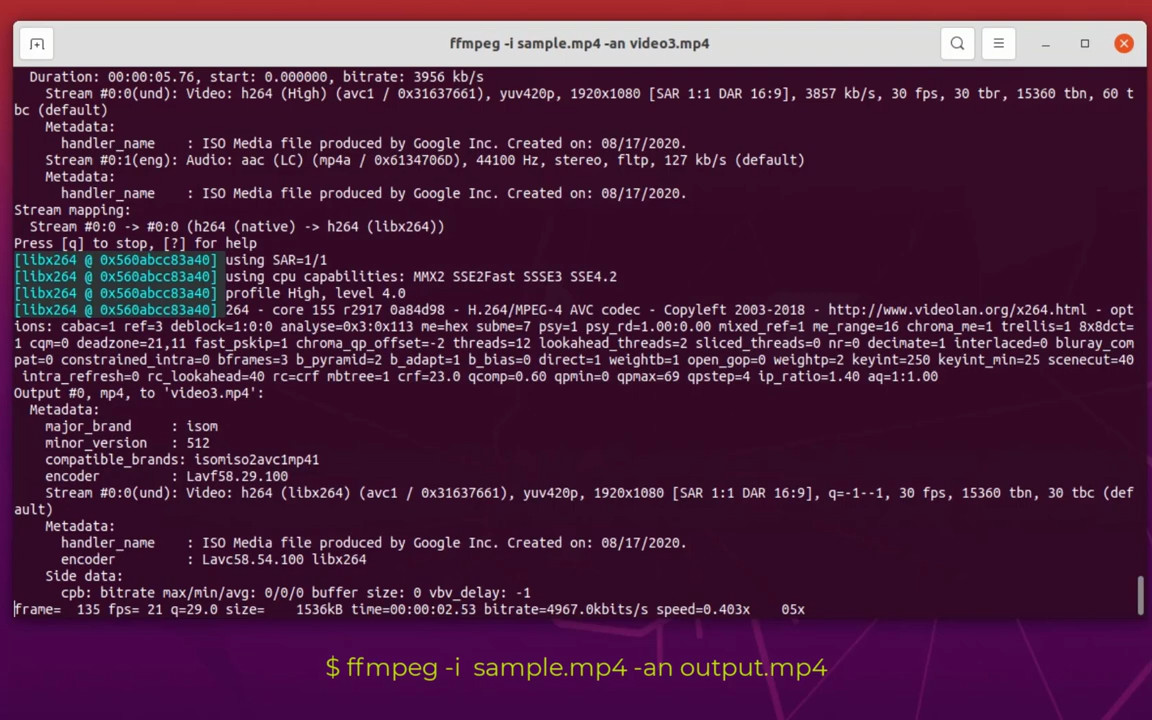 ffmpeg -i sample.mp4 -an video3.mp4
  Duration: 00:00:05.76, start: 0.000000, bitrate: 3956 kb/s
    Stream #0:0(und): Video: h264 (High) (avc1 / 0x31637661), yuv420p, 1920x1080 [SAR 1:1 DAR 16:9], 3857 kb/s, 30 fps, 30 tbr, 15360 tbn, 60 t
bc (default)
    Metadata:
      handler_name    : ISO Media file produced by Google Inc. Created on: 08/17/2020.
    Stream #0:1(eng): Audio: aac (LC) (mp4a / 0x6134706D), 44100 Hz, stereo, fltp, 127 kb/s (default)
    Metadata:
      handler_name    : ISO Media file produced by Google Inc. Created on: 08/17/2020.
Stream mapping:
  Stream #0:0 -> #0:0 (h264 (native) -> h264 (libx264))
Press [q] to stop, [?] for help
[libx264 @ 0x560abcc83a40] using SAR=1/1
[libx264 @ 0x560abcc83a40] using cpu capabilities: MMX2 SSE2Fast SSSE3 SSE4.2
[libx264 @ 0x560abcc83a40] profile High, level 4.0
[libx264 @ 0x560abcc83a40] 264 - core 155 r2917 0a84d98 - H.264/MPEG-4 AVC codec - Copyleft 2003-2018 - http://www.videolan.org/x264.html - opt
ions: cabac=1 ref=3 deblock=1:0:0 analyse=0x3:0x113 me=hex subme=7 psy=1 psy_rd=1.00:0.00 mixed_ref=1 me_range=16 chroma_me=1 trellis=1 8x8dct=
1 cqm=0 deadzone=21,11 fast_pskip=1 chroma_qp_offset=-2 threads=12 lookahead_threads=2 sliced_threads=0 nr=0 decimate=1 interlaced=0 bluray_com
pat=0 constrained_intra=0 bframes=3 b_pyramid=2 b_adapt=1 b_bias=0 direct=1 weightb=1 open_gop=0 weightp=2 keyint=250 keyint_min=25 scenecut=40
 intra_refresh=0 rc_lookahead=40 rc=crf mbtree=1 crf=23.0 qcomp=0.60 qpmin=0 qpmax=69 qpstep=4 ip_ratio=1.40 aq=1:1.00
Output #0, mp4, to 'video3.mp4':
  Metadata:
    major_brand     : isom
    minor_version   : 512
    compatible_brands: isomiso2avc1mp41
    encoder         : Lavf58.29.100
    Stream #0:0(und): Video: h264 (libx264) (avc1 / 0x31637661), yuv420p, 1920x1080 [SAR 1:1 DAR 16:9], q=-1--1, 30 fps, 15360 tbn, 30 tbc (def
ault)
    Metadata:
      handler_name    : ISO Media file produced by Google Inc. Created on: 08/17/2020.
      encoder         : Lavc58.54.100 libx264
    Side data:
      cpb: bitrate max/min/avg: 0/0/0 buffer size: 0 vbv_delay: -1
frame=  135 fps= 21 q=29.0 size=    1536kB time=00:00:02.53 bitrate=4967.0kbits/s speed=0.403x    05x
$ ffmpeg -i  sample.mp4 -an output.mp4